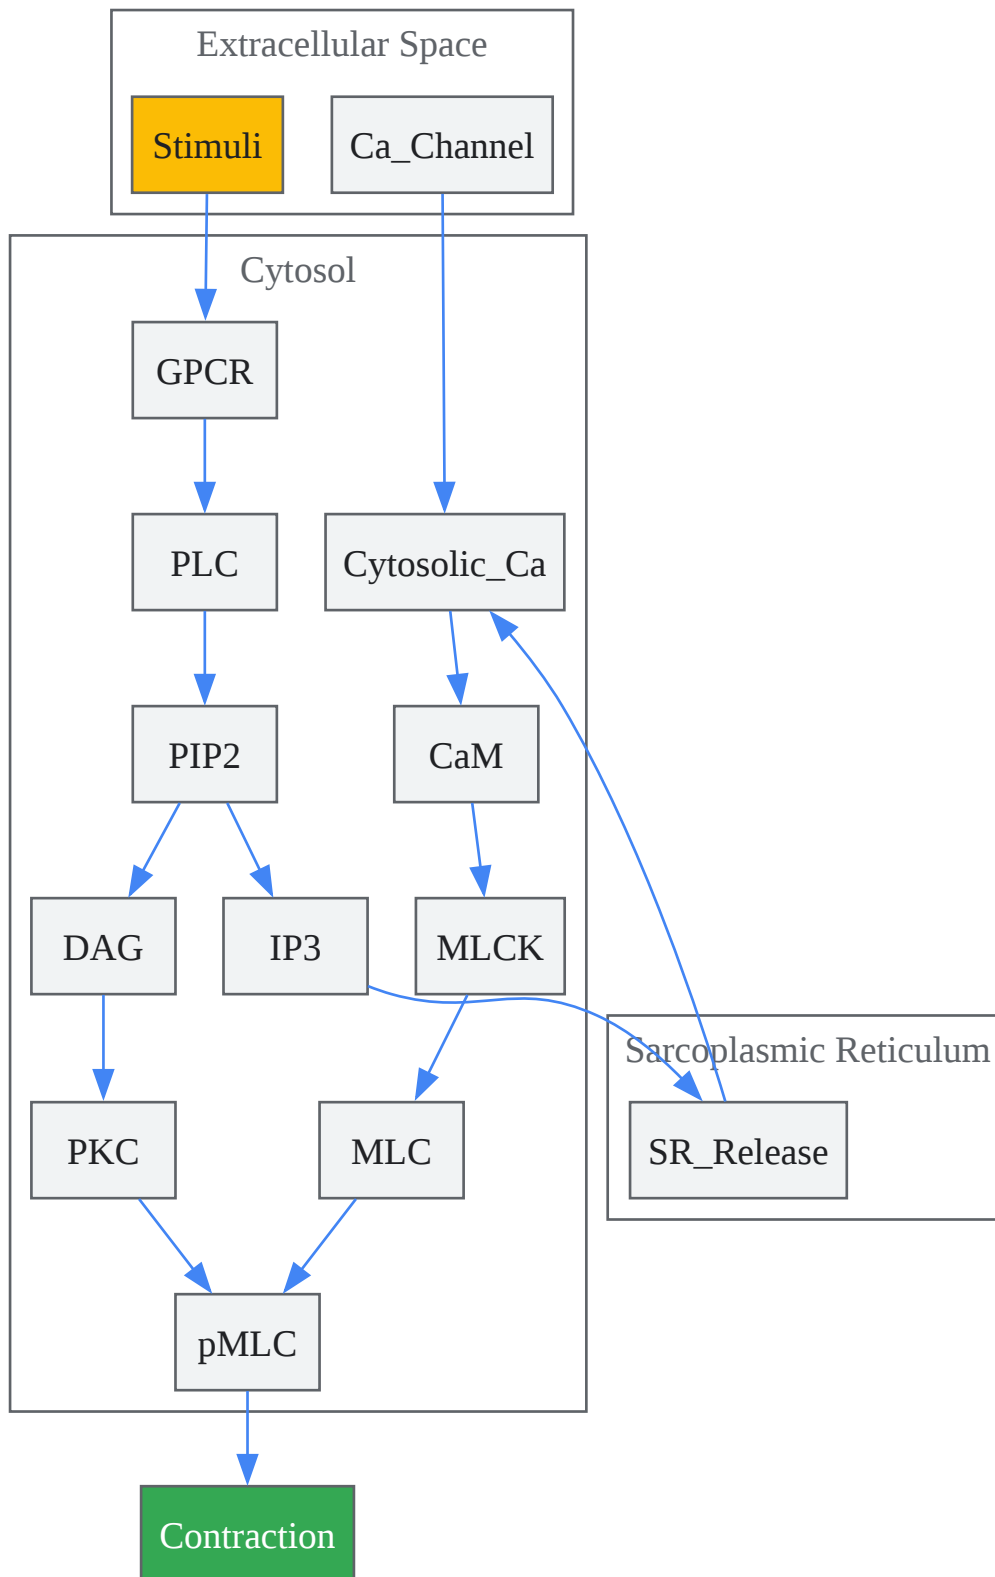 Extracellular Space
Stimuli
Ca_Channel
Cytosol
GPCR
PLC
Cytosolic_Ca
PIP2
CaM
DAG
IP3
MLCK
Sarcoplasmic Reticulum
PKC
MLC
SR_Release
pMLC
Contraction